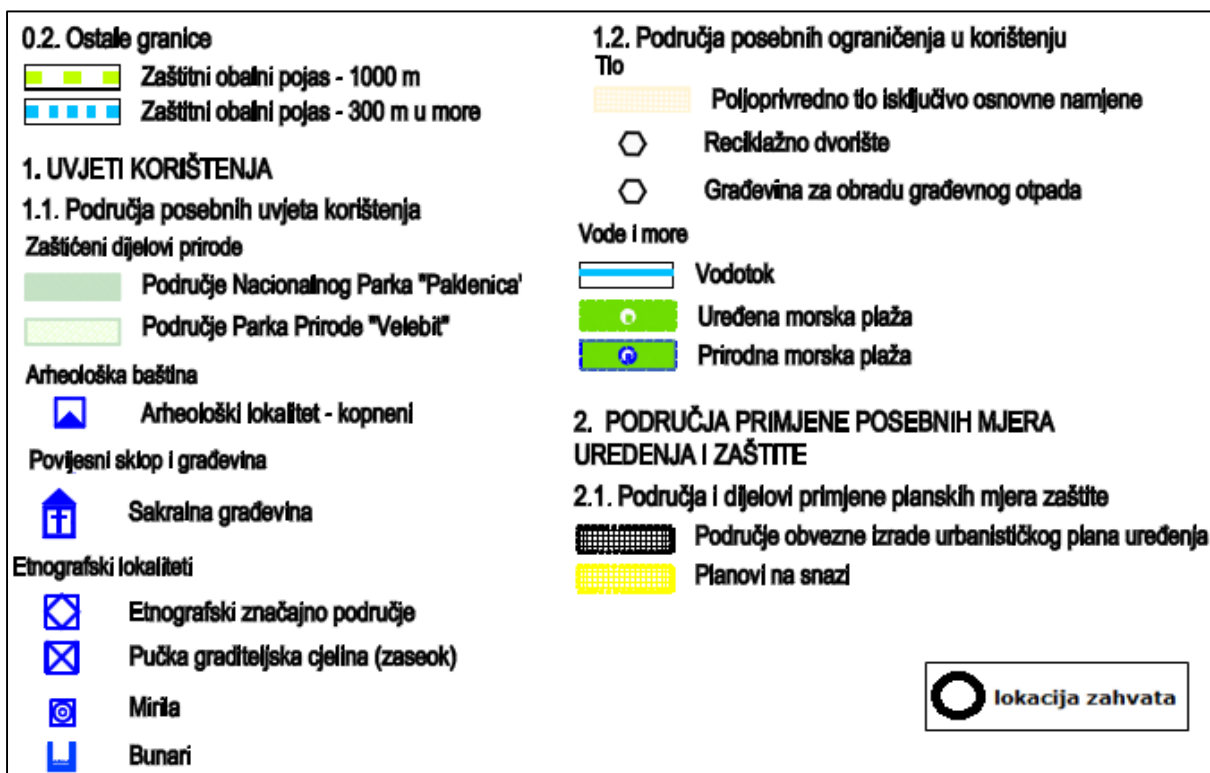 0.2. Ostale granice
Zaštitni obalni pojas - 1000 m
Zaštitni obalni pojas - 300 m u more
1. UVJETI KORIŠTENJA
1.1. Područja posebnih uvjeta korištenja
Zaštićeni dijelovi prirode
Područje Nacionalnog Parka "Paklenica'
Područje Parka Prirode "Velebit"
Arheološka baština
Arheološki lokalitet - kopneni
Povijesni sklop i građevina
Sakralna građevina
Etnografski lokaliteti
Etnografski značajno područje
Pučka graditeljska cjelina (zaseok)
Mirila
Bunari
1.2. Područja posebnih ograničenja u korištenju
Tlo
Poljoprivredno tlo isključivo osnovne namjene
Reciklažno dvorište
Građevina za obradu građevnog otpada
Vode i more
Vodotok
Uređena morska plaža
Prirodna morska plaža
2. PODRUČJA PRIMJENE POSEBNIH MJERA
UREĐENJA I ZAŠTITE
2.1. Područja i dijelovi primjene planskih mjera zaštite
Područje obvezne izrade urbanističkog plana uređenja
Planovi na snazi
lokacija zahvata